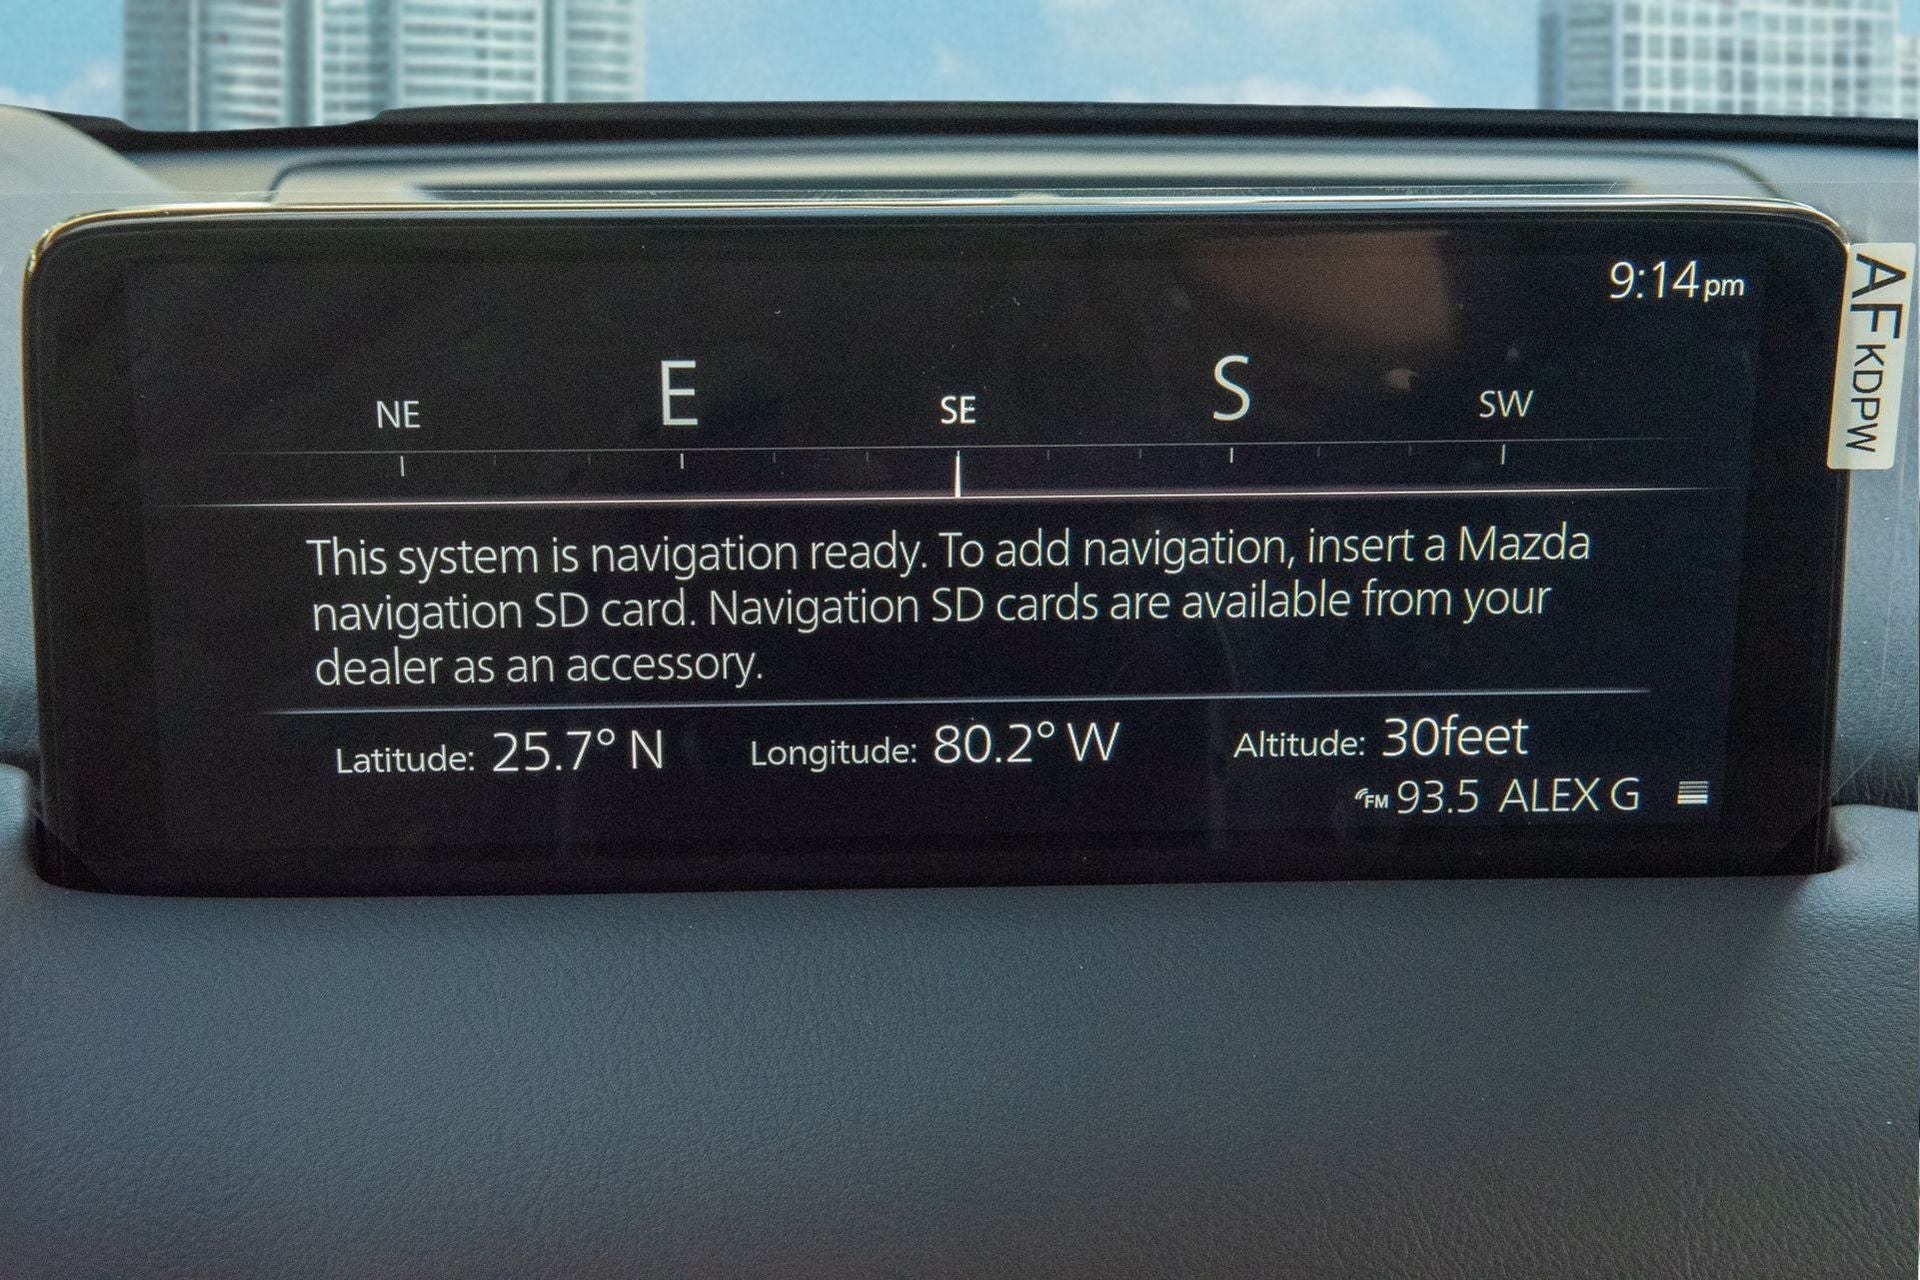 9:14pm
NE E SE S SW
This system is navigation ready. To add navigation, insert a Mazda
navigation SD card. Navigation SD cards are available from your
dealer as an accessory.
Latitude: 25.7° N Longitude: 80.2° W Altitude: 30feet
FM 93.5 ALEX G
AFKDPW